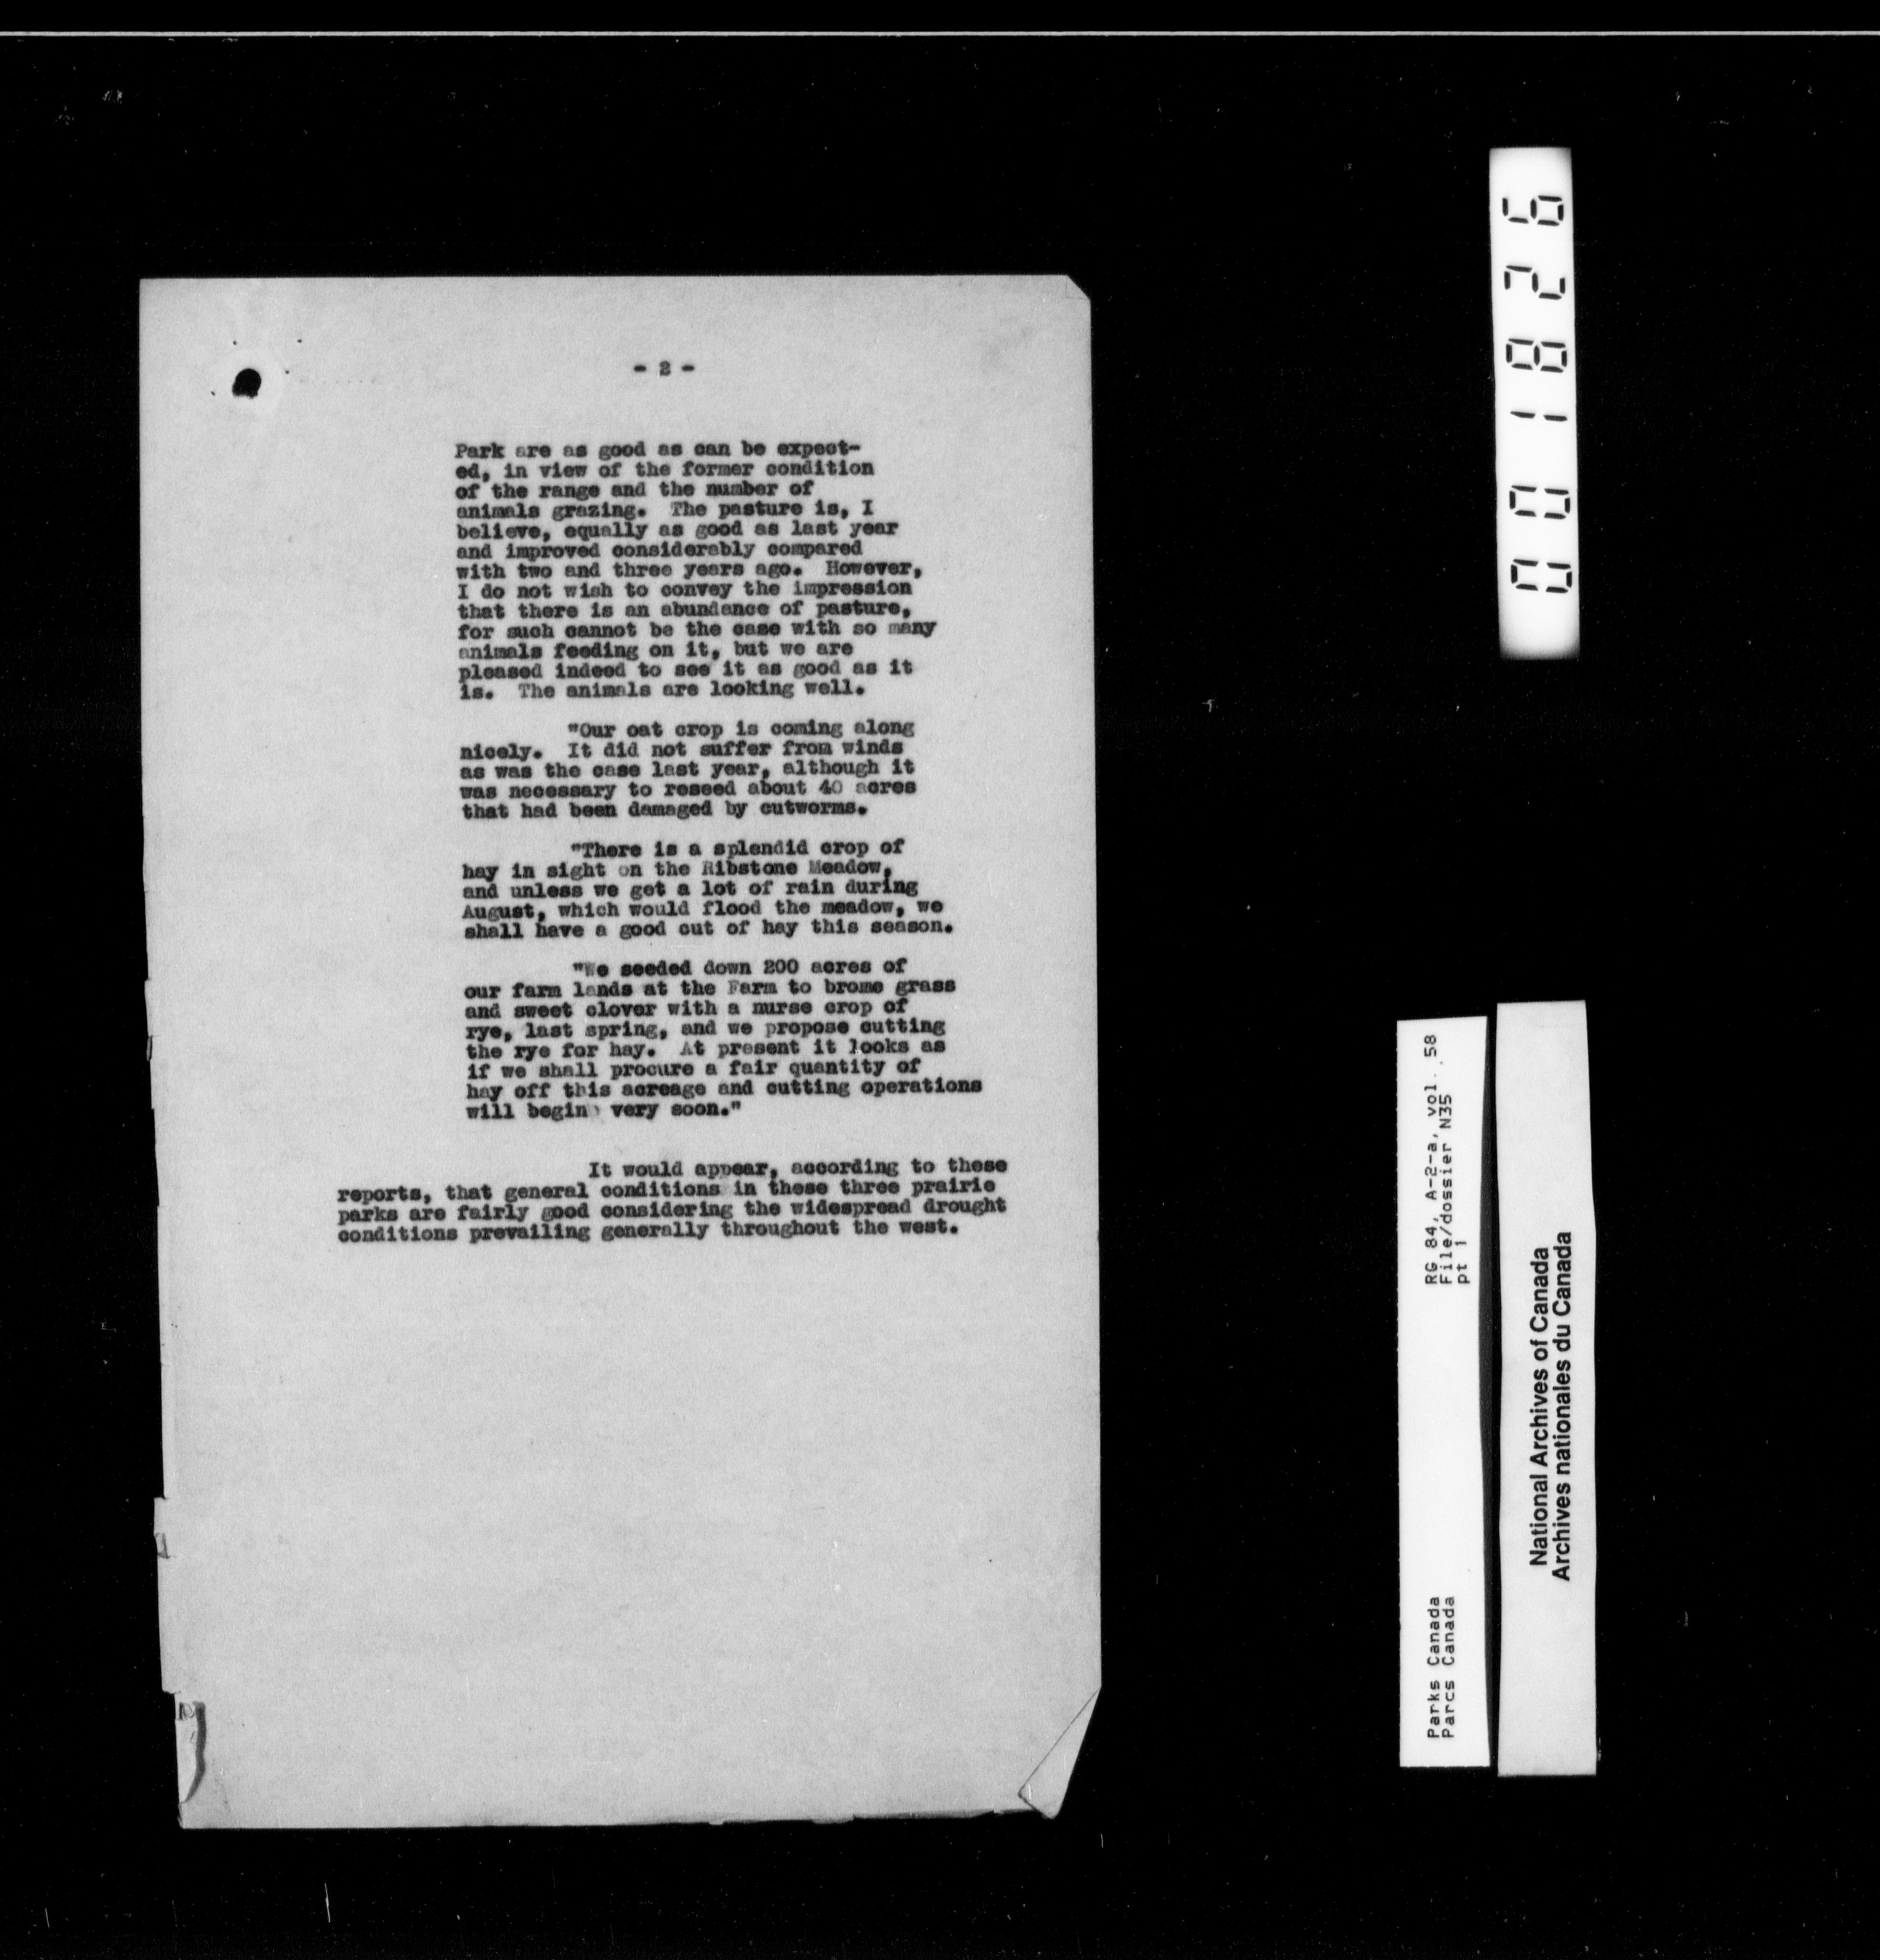 - 2 -
Park are as good as can be expect-
ed, in view of the former condition
of the range and the number of
animals grazing. The pasture is, I
believe, equally as good as last year
and improved considerably compared
with two and three years ago. However,
I do not wish to convey the impression
that there is an abundance of pasture,
for such cannot be the case with so many
animals feeding on it, but we are
pleased indeed to see it as good as it
is. The animals are looking well.
"Our oat crop is coming along
nicely. It did not suffer from winds
as was the case last year, although it
was necessary to reseed about 40 acres
that had been damaged by cutworms.
"There is a splendid crop of
hay in sight on the Ribstone Meadow,
and unless we get a lot of rain during
August, which would flood the meadow, we
shall have a good cut of hay this season.
"We seeded down 200 acres of
our farm lands at the Farm to brome grass
and sweet clover with a nurse crop of
rye, last spring, and we propose cutting
the rye for hay. At present it looks as
if we shall procure a fair quantity of
hay off this acreage and cutting operations
will begin very soon."
It would appear, according to these
reports, that general conditions in these three prairie
parks are fairly good considering the widespread drought
conditions prevailing generally throughout the west.
001826
Parks Canada
Parcs Canada
RG 84, A-2-a, vol. 58
File/dossier N35
pt 1
National Archives of Canada
Archives nationales du Canada